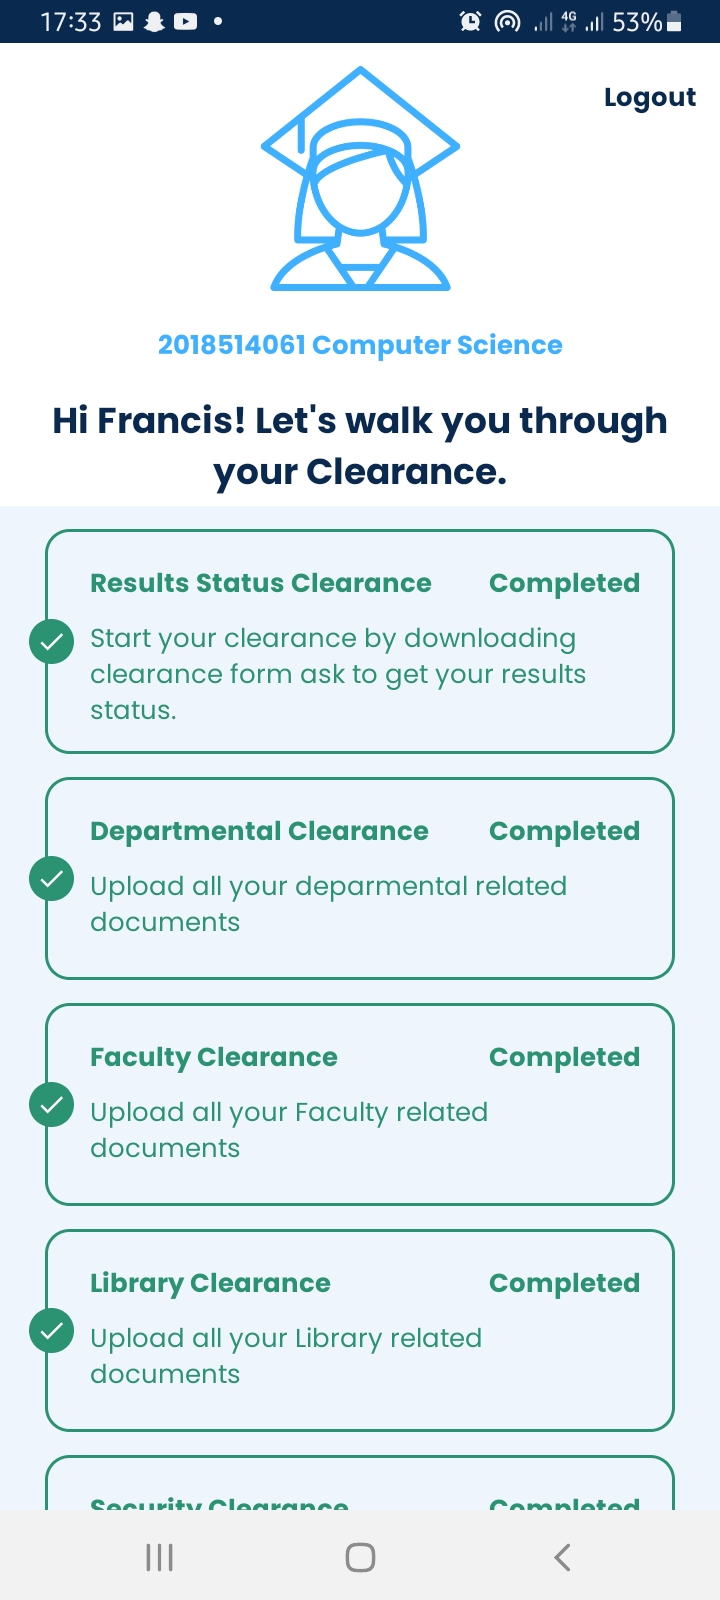 17:33
4G
53%
Logout
2018514061 Computer Science
Hi Francis! Let's walk you through
your Clearance.
Results Status Clearance Completed
Start your clearance by downloading
clearance form ask to get your results
status.
Departmental Clearance Completed
Upload all your deparmental related
documents
Faculty Clearance Completed
Upload all your Faculty related
documents
Library Clearance Completed
Upload all your Library related
documents
Security Clearance Completed